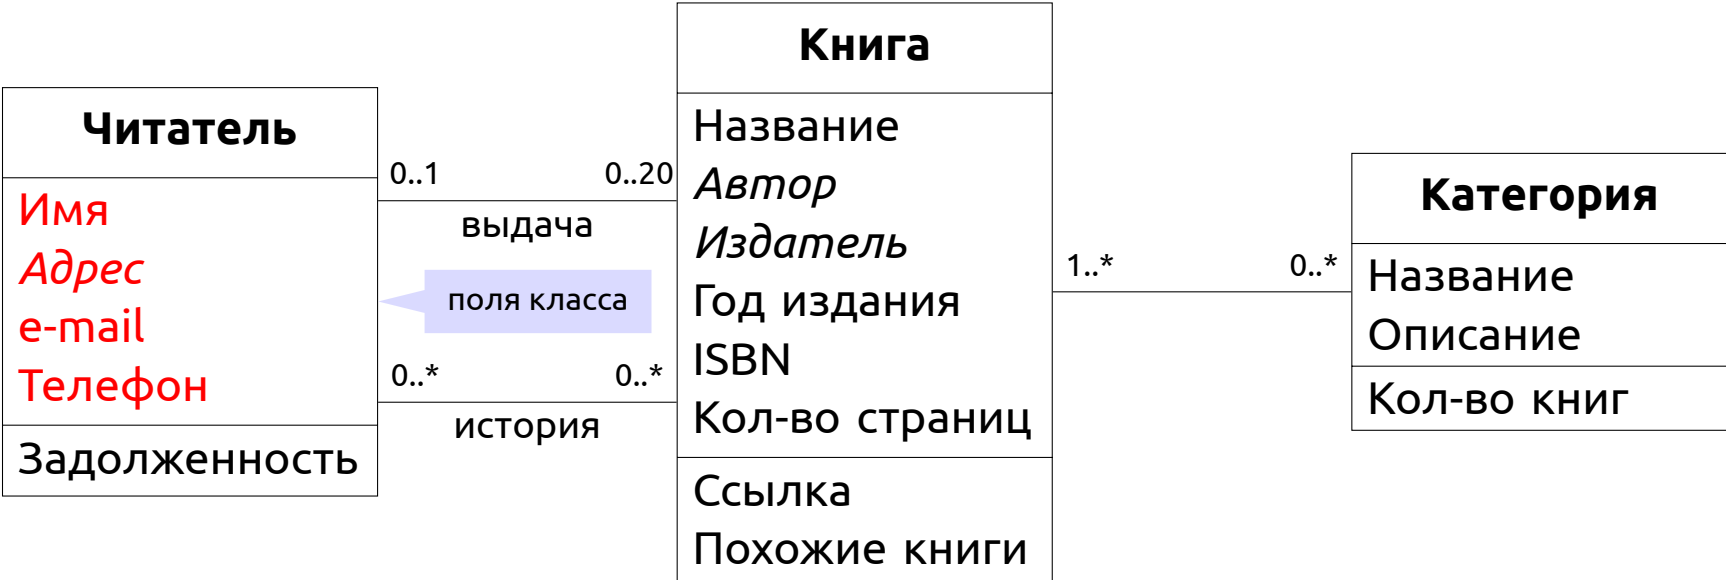 Читатель
Имя
Адрес
e-mail
Телефон
Задолженность
0..1
0..20
выдача
поля класса
0..*
0..*
история
Книга
Название
Автор
Издатель
Год издания
ISBN
Кол-во страниц
Ссылка
Похожие книги
1..*
0..*
Категория
Название
Описание
Кол-во книг